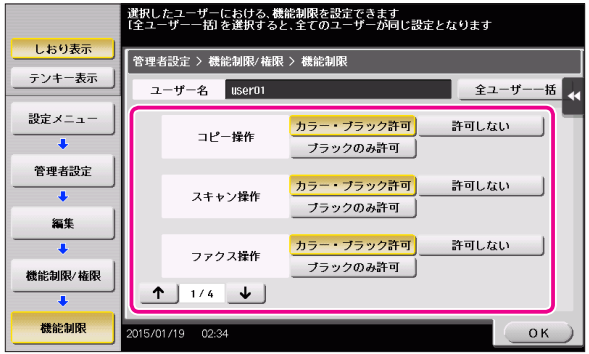 選択したユーザーにおける、機能制限を設定できます
[全ユーザー一括]を選択すると、全てのユーザーが同じ設定となります
しおり表示
テンキー表示
設定メニュー
管理者設定
編集
機能制限/権限
機能制限
管理者設定 > 機能制限/権限 > 機能制限
ユーザー名 user01 全ユーザー一括
コピー操作 カラー・ブラック許可 許可しない
ブラックのみ許可
スキャン操作 カラー・ブラック許可 許可しない
ブラックのみ許可
ファクス操作 カラー・ブラック許可 許可しない
ブラックのみ許可
↑ 1/4 ↓
2015/01/19 02:34 OK